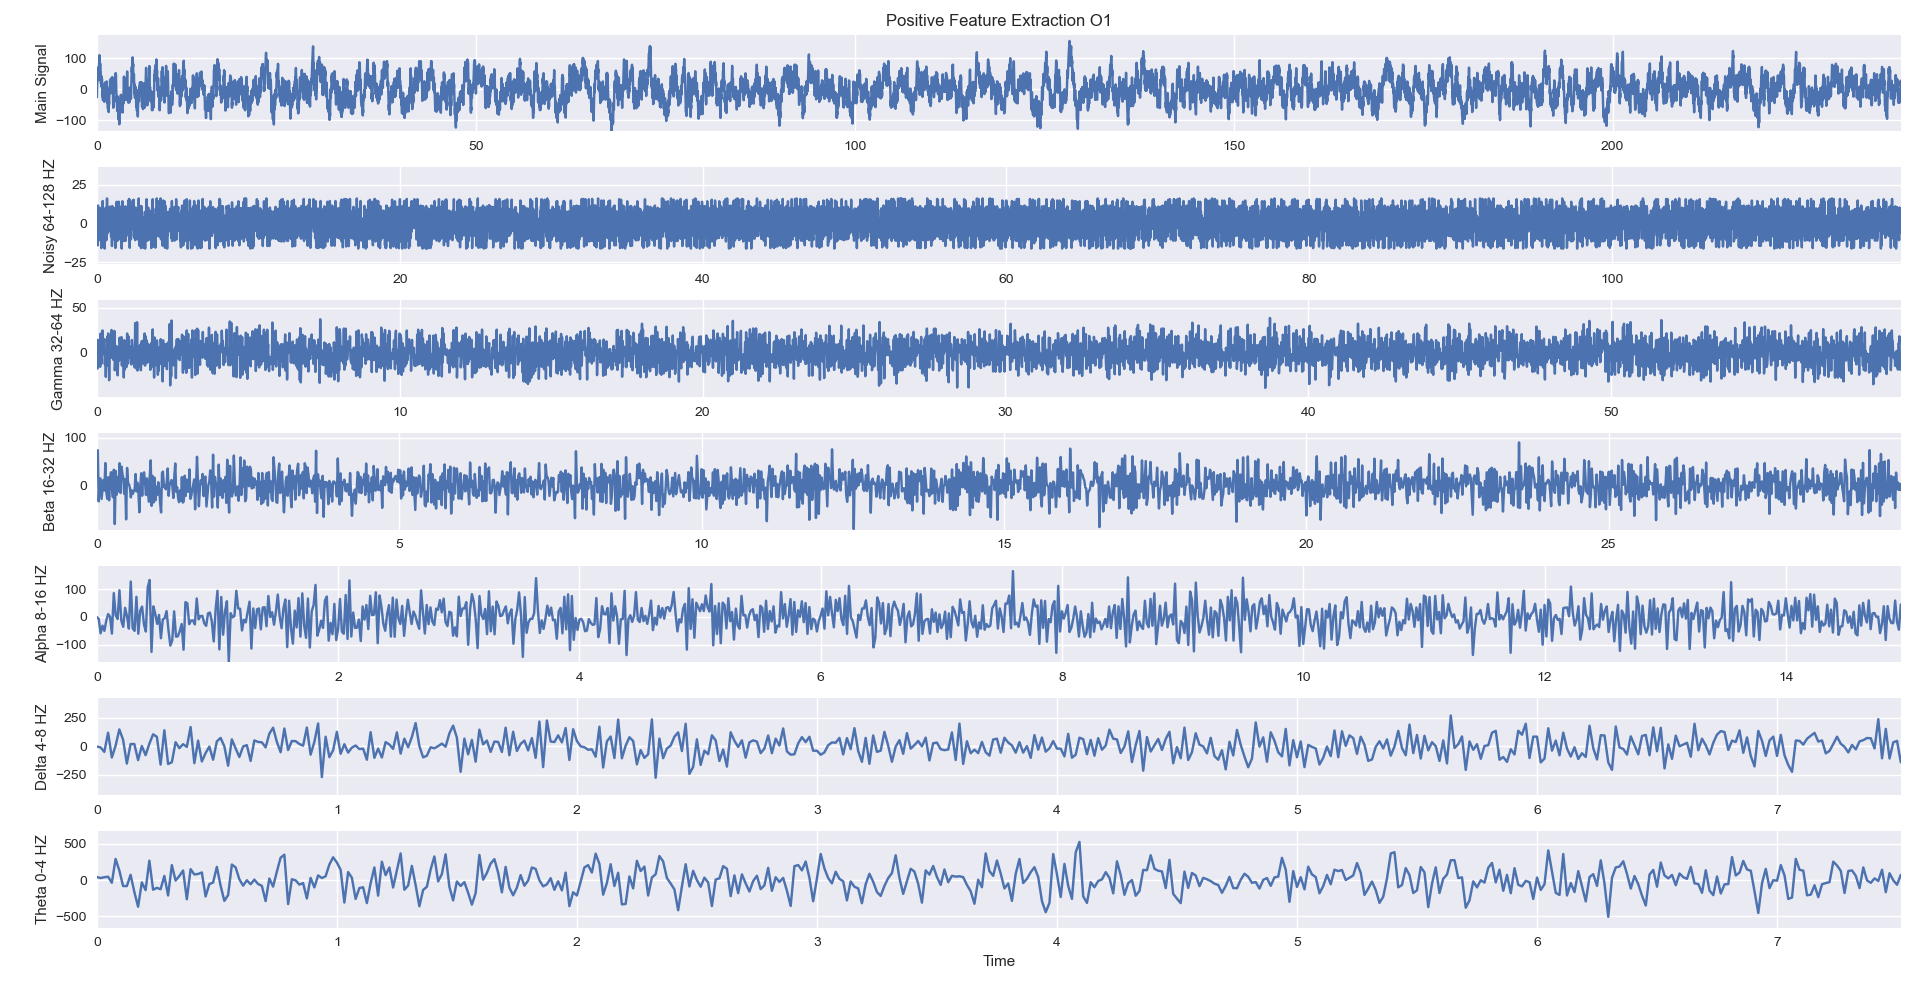 Positive Feature Extraction O1
Main Signal
100
0
−100
0 50 100 150 200
Noisy 64-128 HZ
25
0
−25
0 20 40 60 80 100
Gamma 32-64 HZ
50
0
0 10 20 30 40 50
Beta 16-32 HZ
100
0
0 5 10 15 20 25
Alpha 8-16 HZ
100
0
−100
0 2 4 6 8 10 12 14
Delta 4-8 HZ
250
0
−250
0 1 2 3 4 5 6 7
Theta 0-4 HZ
500
0
−500
0 1 2 3 4 5 6 7
Time